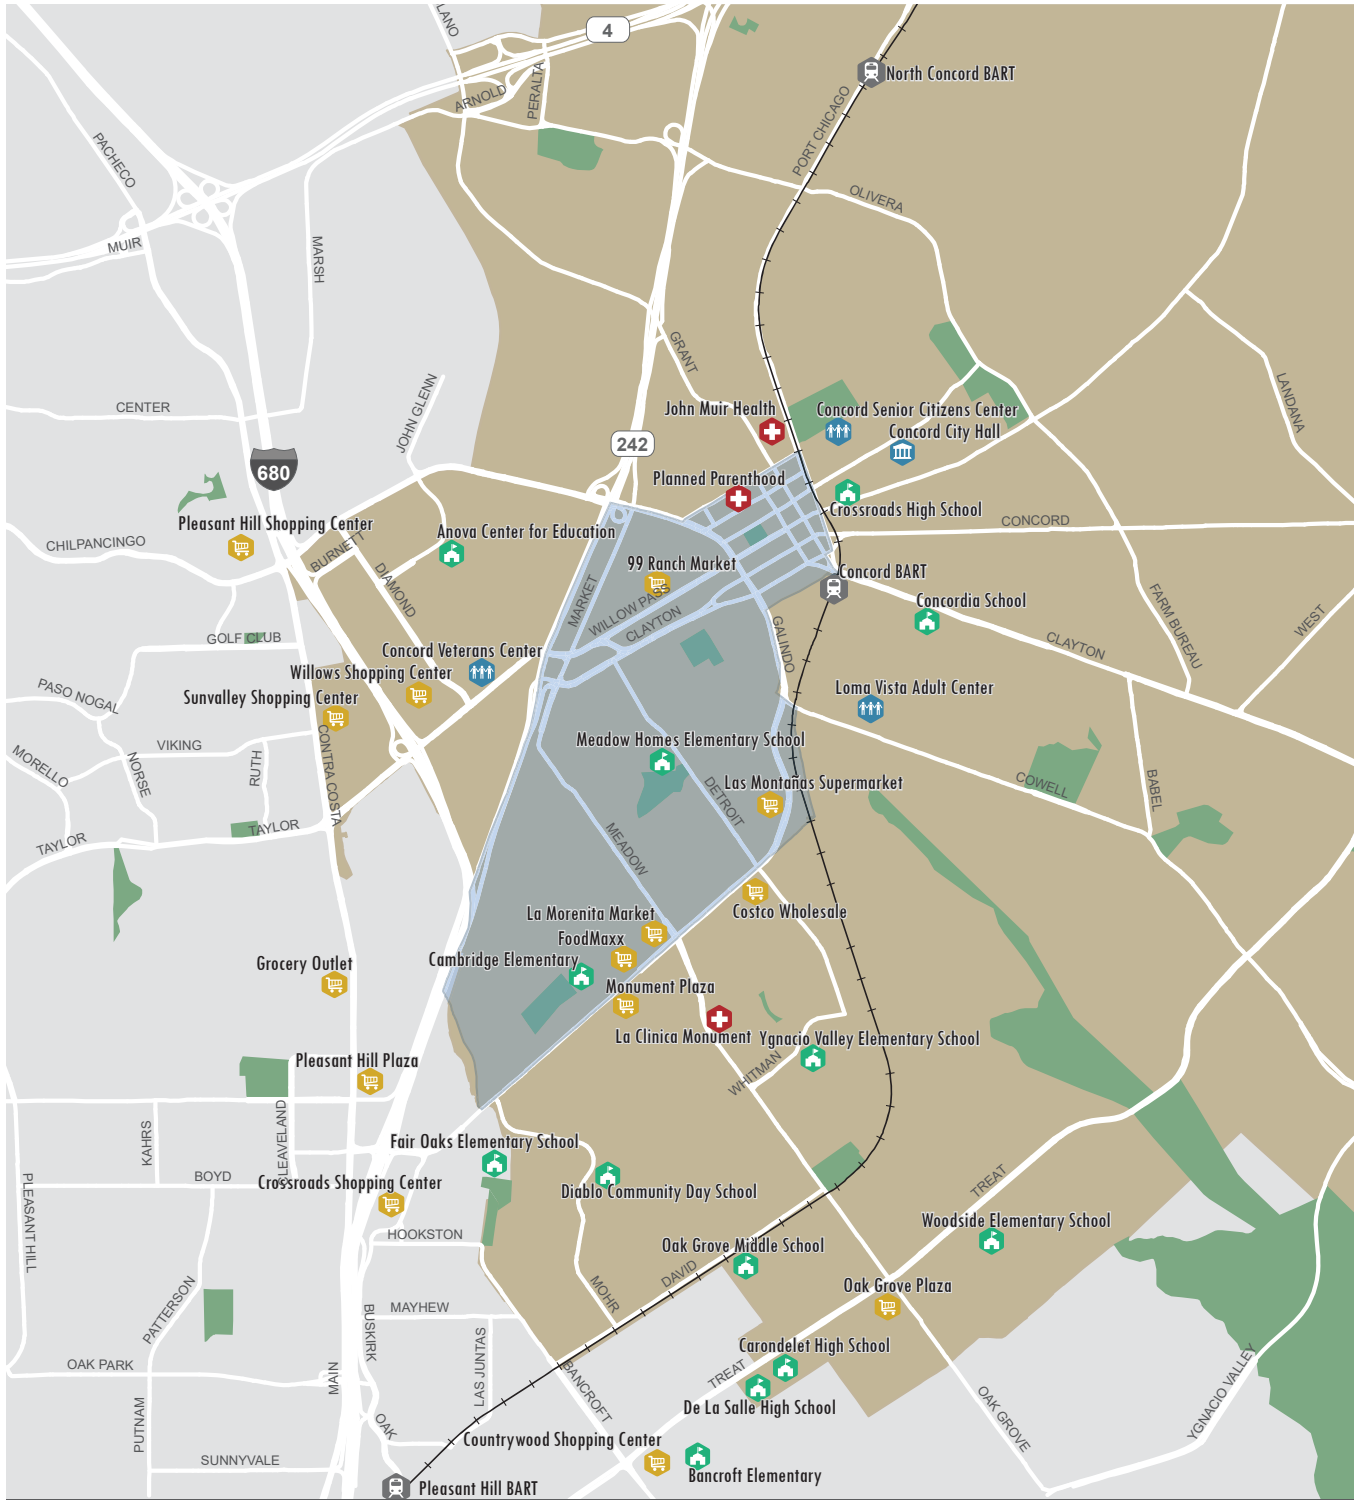 LANO
4
North Concord BART
ARNOLD
PERALTA
PORT CHICAGO
PACHECO
OLIVERA
MUIR
MARSH
GRANT
LANDANA
CENTER
JOHN GLENN
John Muir Health
Concord Senior Citizens Center
Concord City Hall
242
680
Planned Parenthood
Crossroads High School
Pleasant Hill Shopping Center
CONCORD
Anova Center for Education
CHILPANCINGO
BURNETT
DIAMOND
99 Ranch Market
Concord BART
MARKET
WILLOW PASS
CLAYTON
Concordia School
FARM BUREAU
WEST
GOLF CLUB
GALINDO
CLAYTON
Concord Veterans Center
Willows Shopping Center
Sunvalley Shopping Center
Loma Vista Adult Center
PASO NOGAL
CONTRA COSTA
VIKING
Meadow Homes Elementary School
MORELLO
NORSE
RUTH
Las Montañas Supermarket
COWELL
BABEL
DETROIT
TAYLOR
TAYLOR
MEADOW
La Morenita Market
Costco Wholesale
FoodMaxx
Cambridge Elementary
Grocery Outlet
Monument Plaza
La Clinica Monument
Ygnacio Valley Elementary School
Pleasant Hill Plaza
WHITMAN
KAHRS
CLEAVELAND
Fair Oaks Elementary School
BOYD
Crossroads Shopping Center
Diablo Community Day School
TREAT
PLEASANT HILL
Woodside Elementary School
HOOKSTON
Oak Grove Middle School
DAVID
Oak Grove Plaza
MOHR
PATTERSON
MAYHEW
BUSKIRK
Carondelet High School
OAK PARK
MAIN
LAS JUNTAS
TREAT
BANCROFT
De La Salle High School
OAK GROVE
YGNACIO VALLEY
PUTNAM
OAK
Countrywood Shopping Center
SUNNYVALE
Bancroft Elementary
Pleasant Hill BART